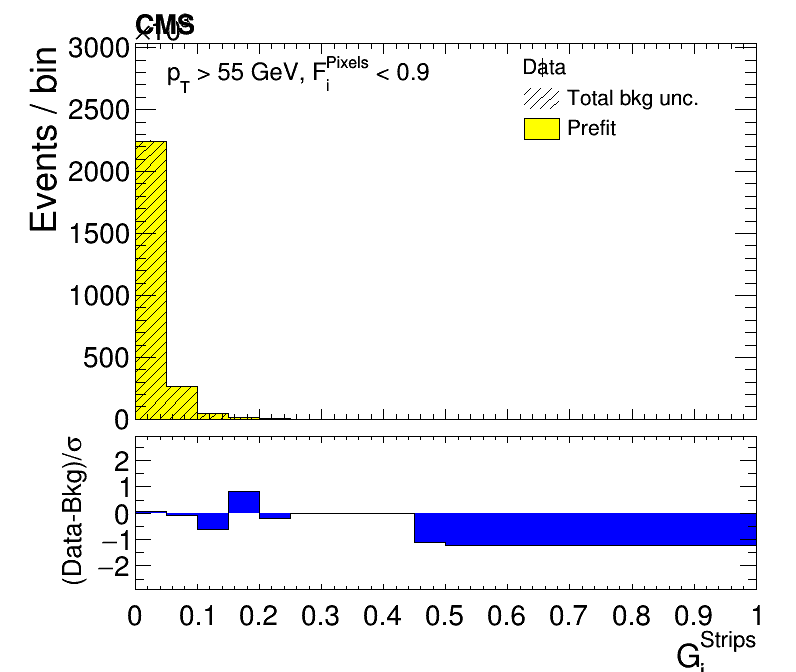 CMS
×10³
Events / bin
3000
2500
2000
1500
1000
500
0
p_T > 55 GeV, F_i^Pixels < 0.9
Data
Total bkg unc.
Prefit
(Data-Bkg)/σ
2
1
0
−1
−2
0 0.1 0.2 0.3 0.4 0.5 0.6 0.7 0.8 0.9 1
G_i^Strips